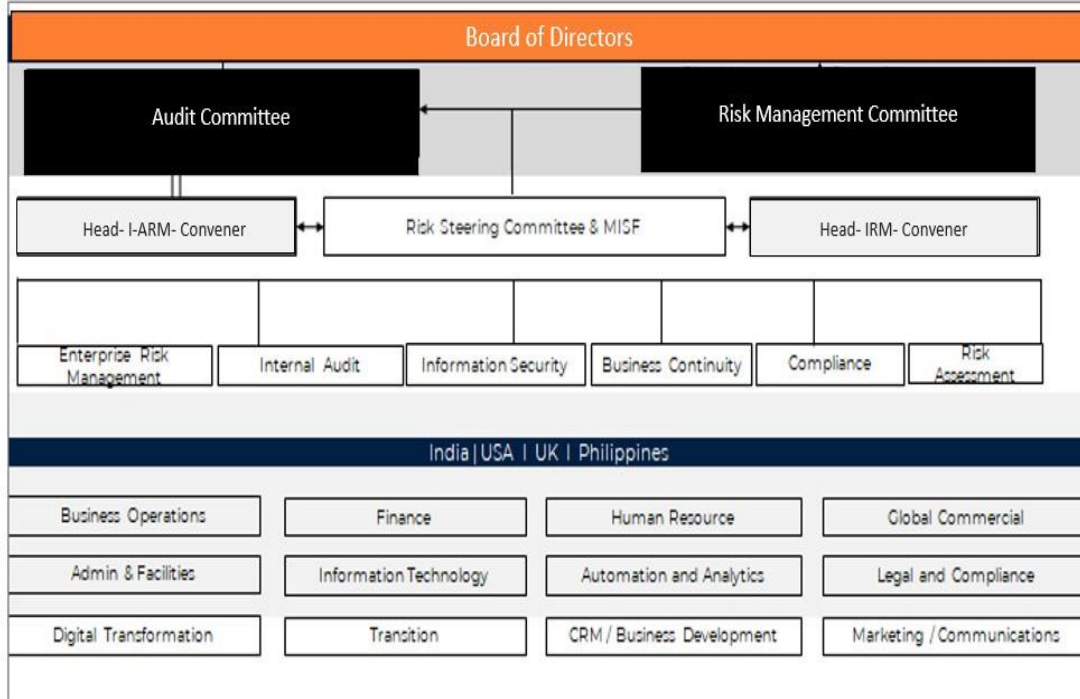 Board of Directors
Audit Committee
Risk Management Committee
Head- I-ARM- Convener
Risk Steering Committee & MISF
Head- IRM- Convener
Enterprise Risk
Management
Internal Audit
Information Security
Business Continuity
Compliance
Risk
Assessment
India | USA | UK | Philippines
Business Operations
Finance
Human Resource
Global Commercial
Admin & Facilities
Information Technology
Automation and Analytics
Legal and Compliance
Digital Transformation
Transition
CRM / Business Development
Marketing / Communications